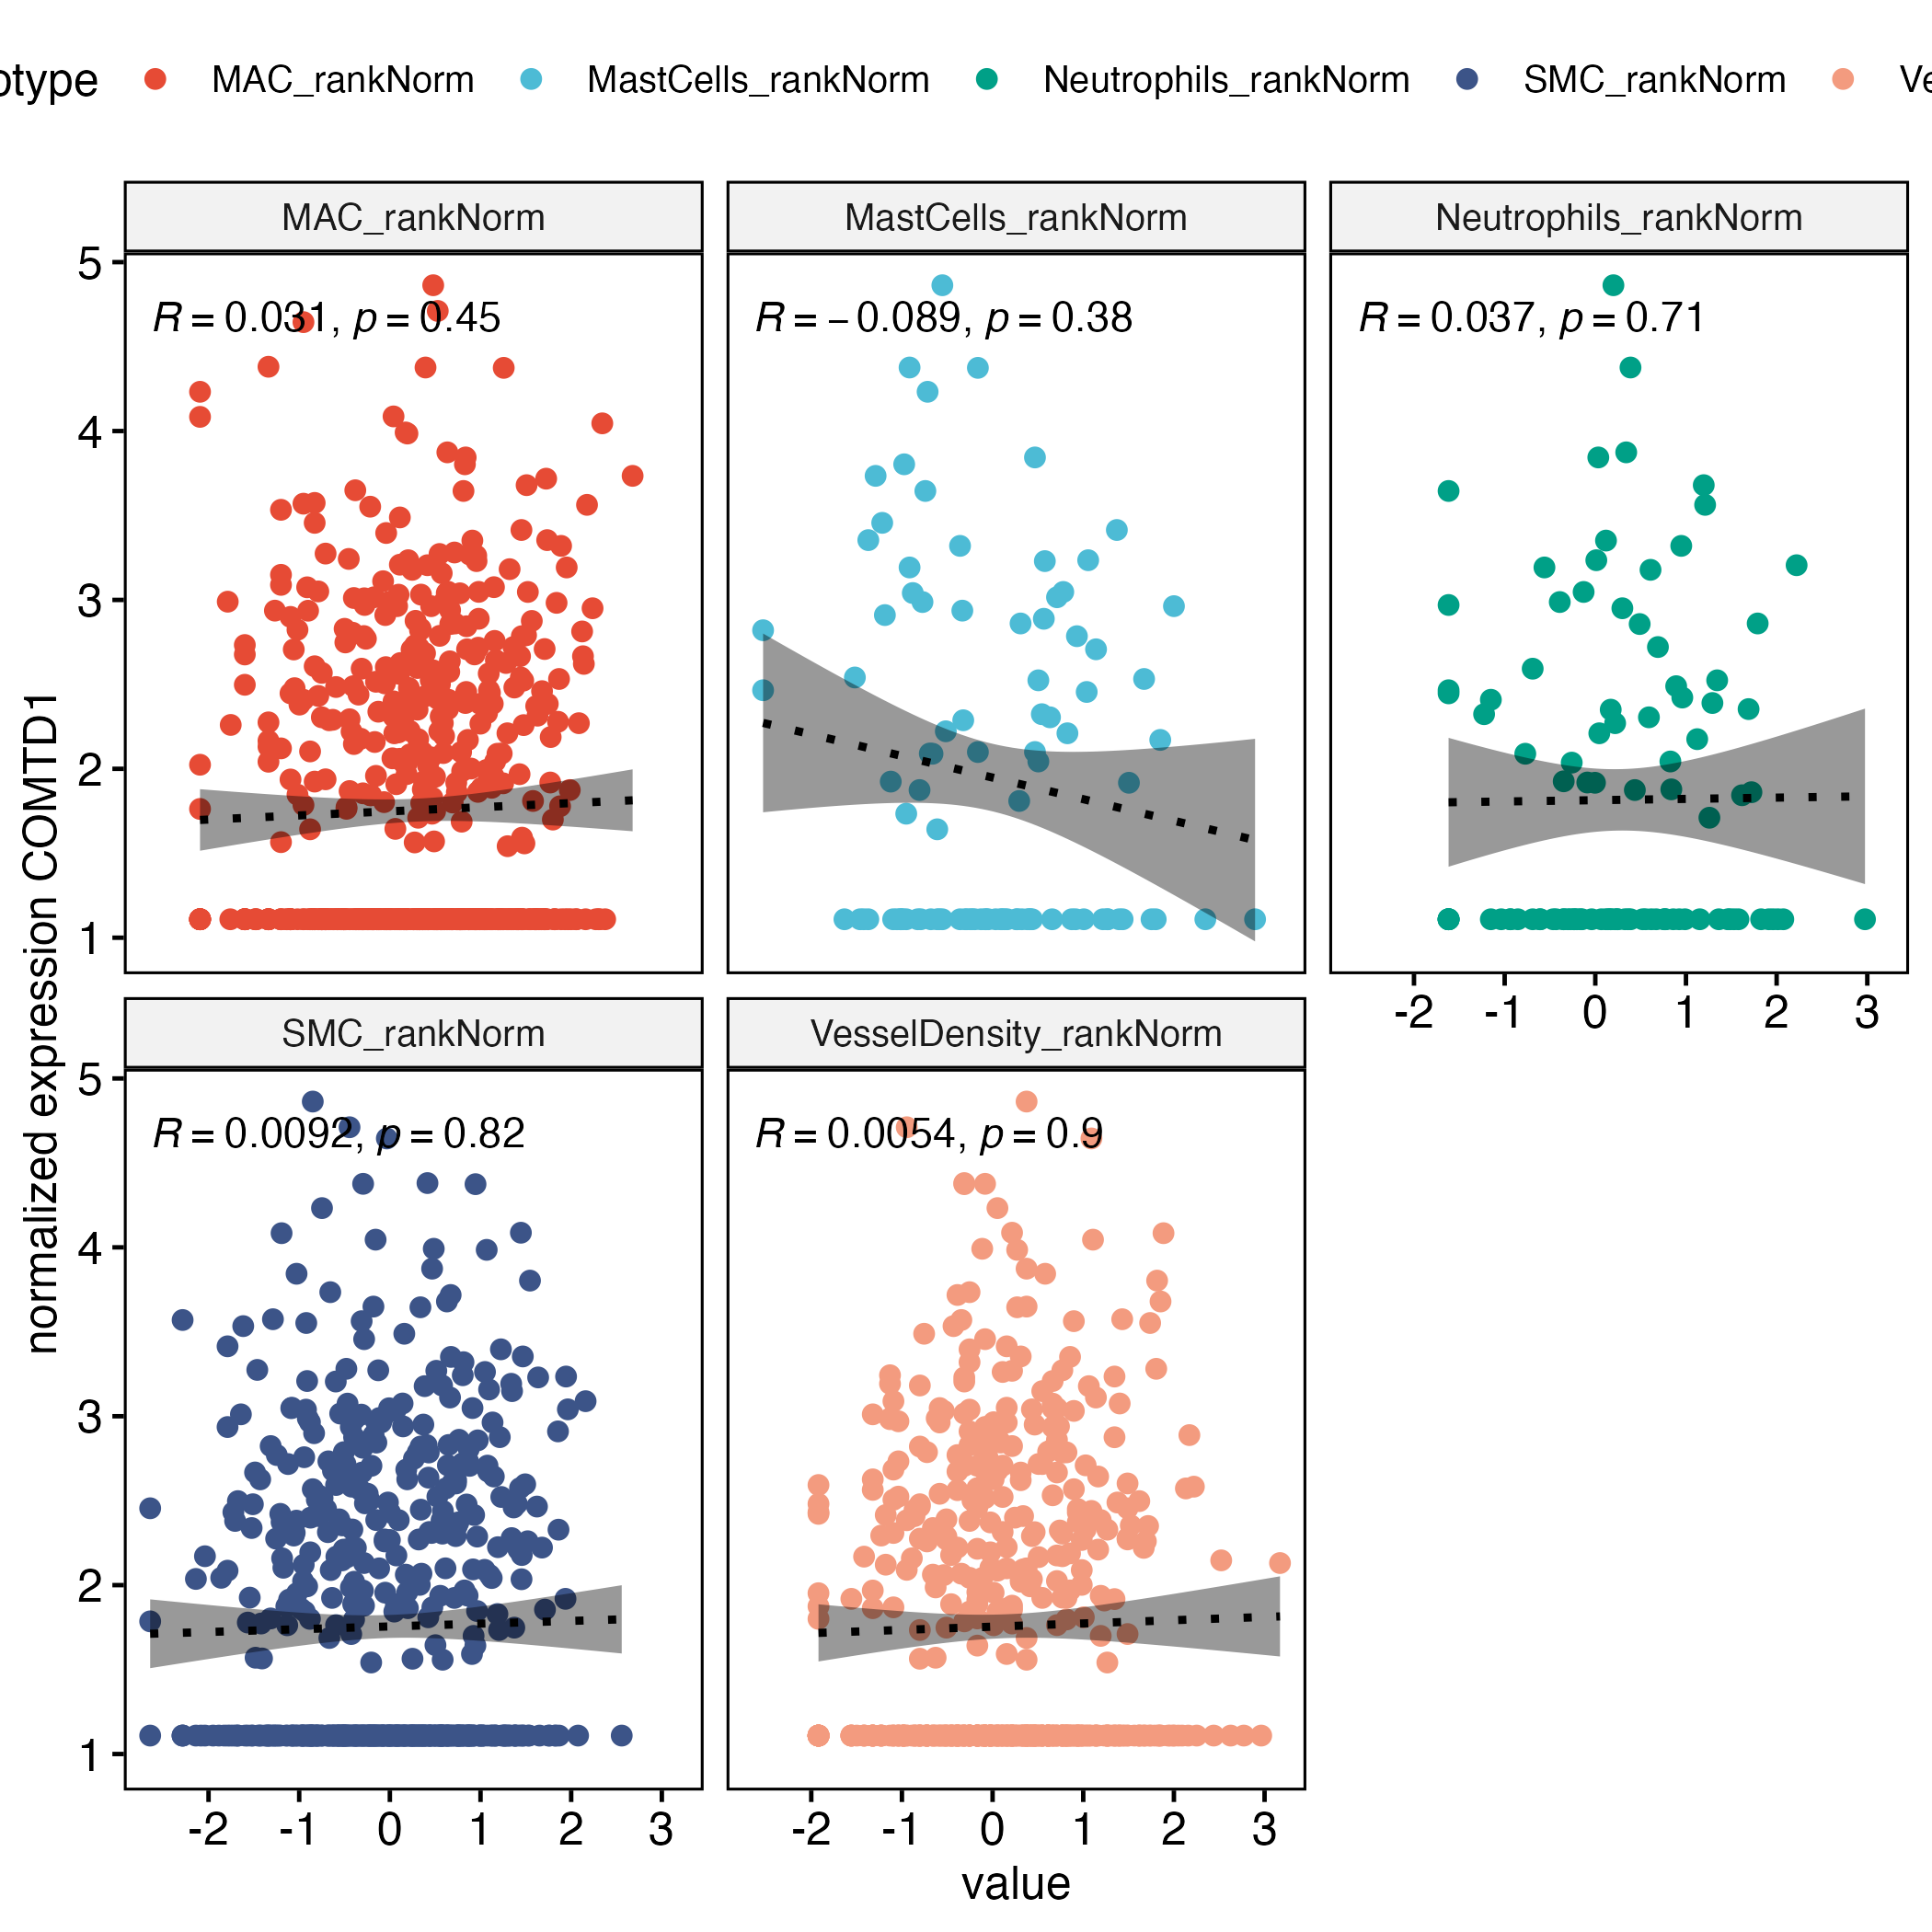 otype MAC_rankNorm MastCells_rankNorm Neutrophils_rankNorm SMC_rankNorm Ve
MAC_rankNorm MastCells_rankNorm Neutrophils_rankNorm
R = 0.031, p = 0.45 R = – 0.089, p = 0.38 R = 0.037, p = 0.71
5
4
3
2
1
-2 -1 0 1 2 3
SMC_rankNorm VesselDensity_rankNorm
R = 0.0092, p = 0.82 R = 0.0054, p = 0.9
5
4
3
2
1
-2 -1 0 1 2 3 -2 -1 0 1 2 3
value
normalized expression COMTD1